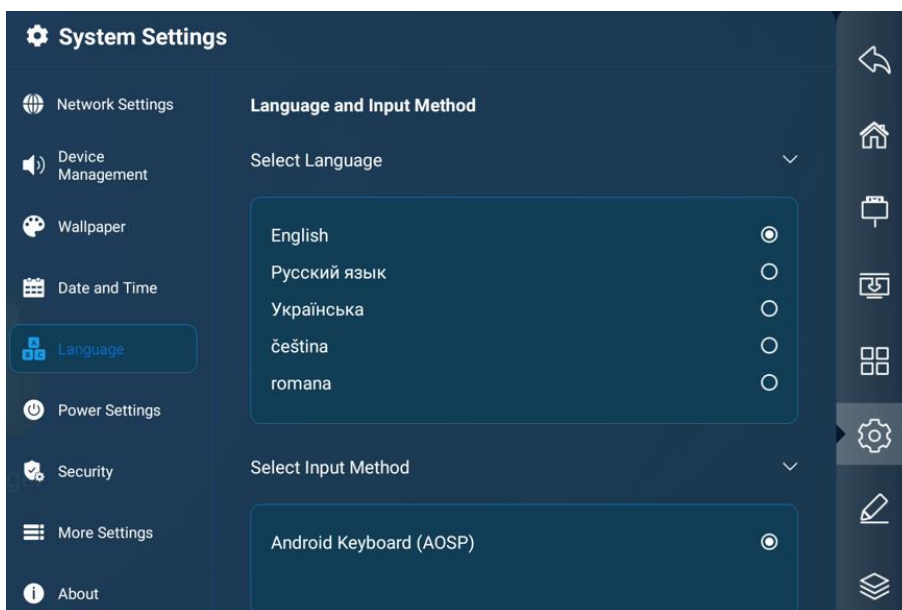 System Settings
Network Settings
Device
Management
Wallpaper
Date and Time
Language
Power Settings
Security
More Settings
About
Language and Input Method
Select Language
English
Русский язык
Українська
čeština
romana
Select Input Method
Android Keyboard (AOSP)